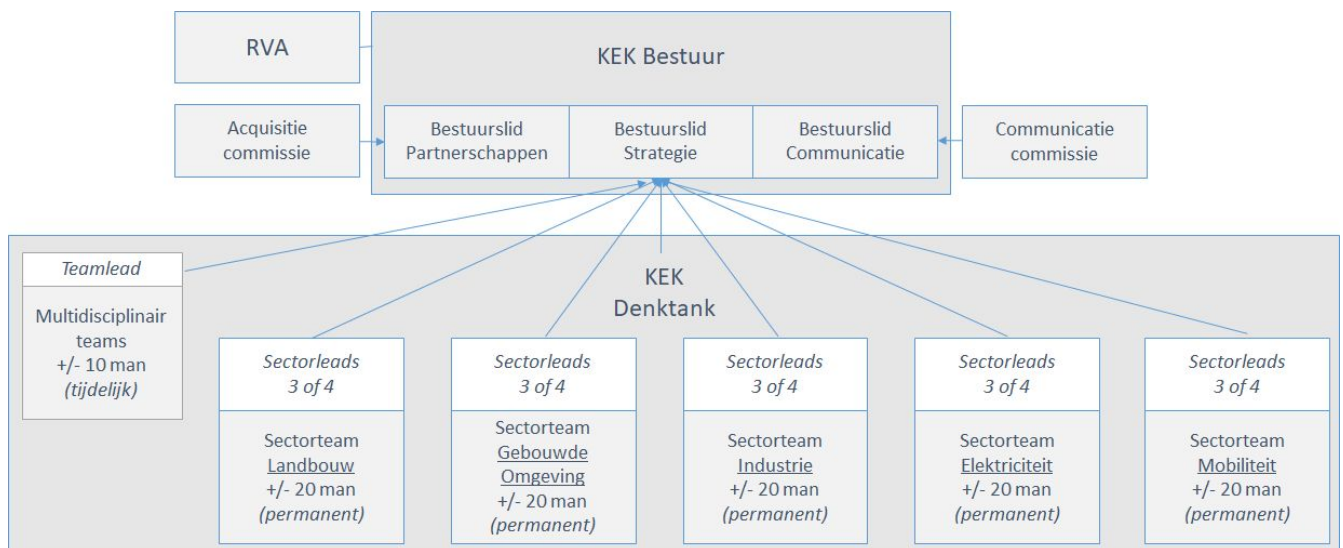 RVA
KEK Bestuur
Acquisitie
commissie
Bestuurslid
Partnerschappen
Bestuurslid
Strategie
Bestuurslid
Communicatie
Communicatie
commissie
KEK
Denktank
Teamlead
Multidisciplinair
teams
+/- 10 man
(tijdelijk)
Sectorleads
3 of 4
Sectorteam
Landbouw
+/- 20 man
(permanent)
Sectorleads
3 of 4
Sectorteam
Gebouwde
Omgeving
+/- 20 man
(permanent)
Sectorleads
3 of 4
Sectorteam
Industrie
+/- 20 man
(permanent)
Sectorleads
3 of 4
Sectorteam
Elektriciteit
+/- 20 man
(permanent)
Sectorleads
3 of 4
Sectorteam
Mobiliteit
+/- 20 man
(permanent)